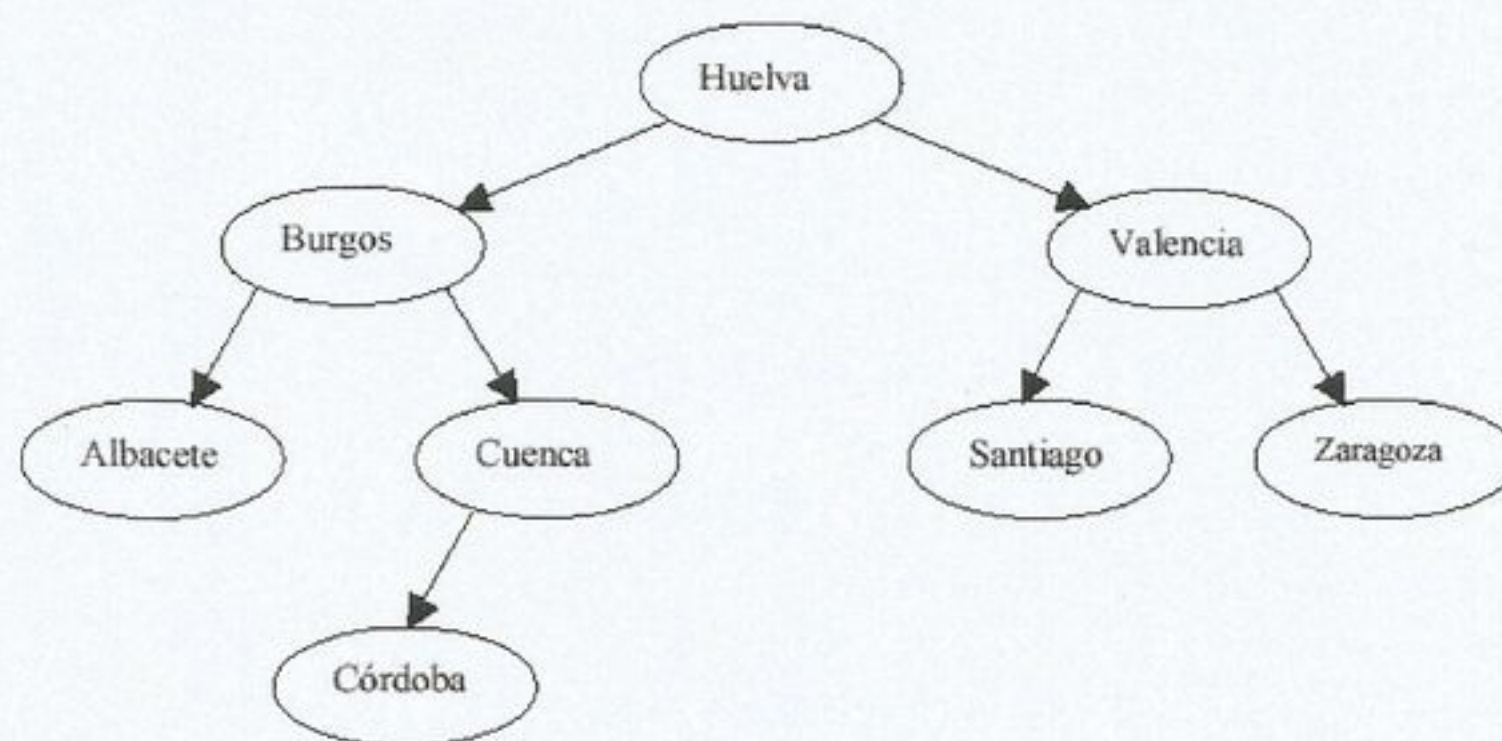 Huelva
Burgos
Valencia
Albacete
Cuenca
Santiago
Zaragoza
Córdoba